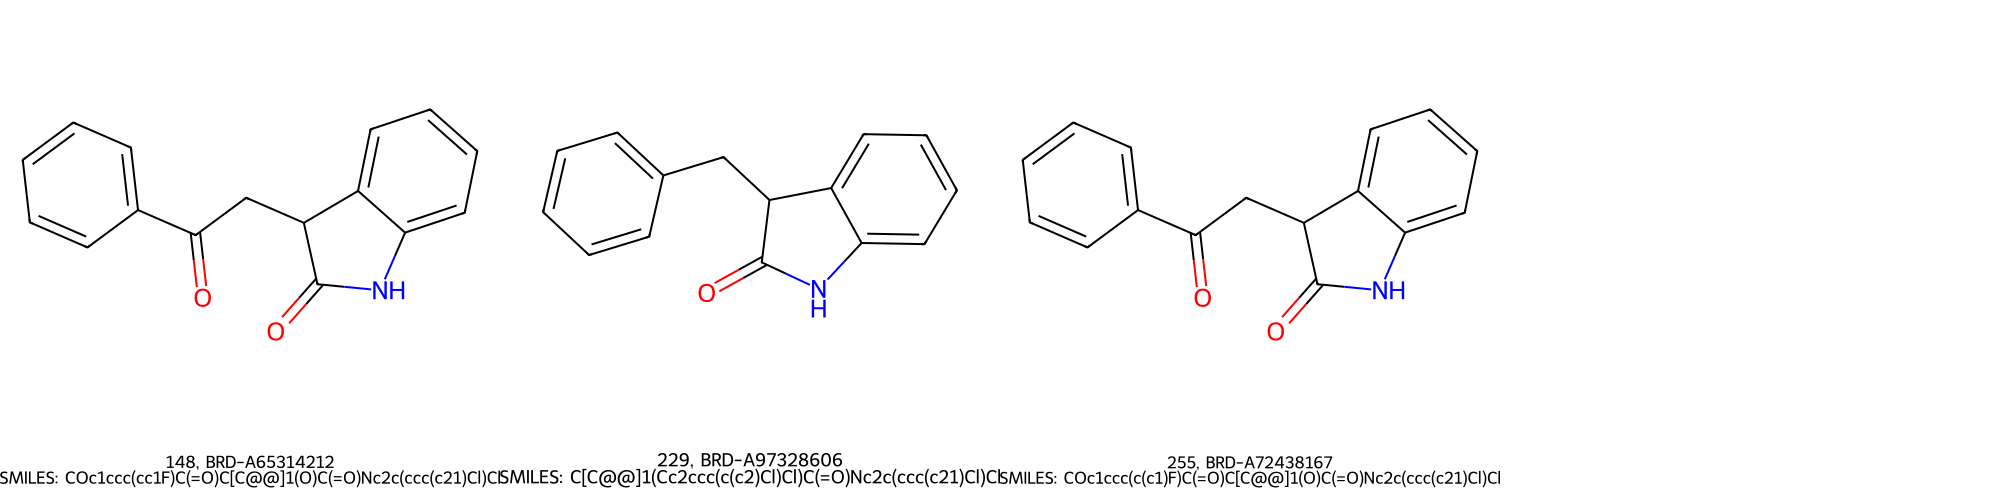 O
O
NH
O
N
H
O
O
NH
148, BRD-A65314212
SMILES: COc1ccc(cc1F)C(=O)C[C@@]1(O)C(=O)Nc2c(ccc(c21)Cl)Cl
229, BRD-A97328606
SMILES: C[C@@]1(Cc2ccc(c(c2)Cl)Cl)C(=O)Nc2c(ccc(c21)Cl)Cl
255, BRD-A72438167
SMILES: COc1ccc(c(c1)F)C(=O)C[C@@]1(O)C(=O)Nc2c(ccc(c21)Cl)Cl